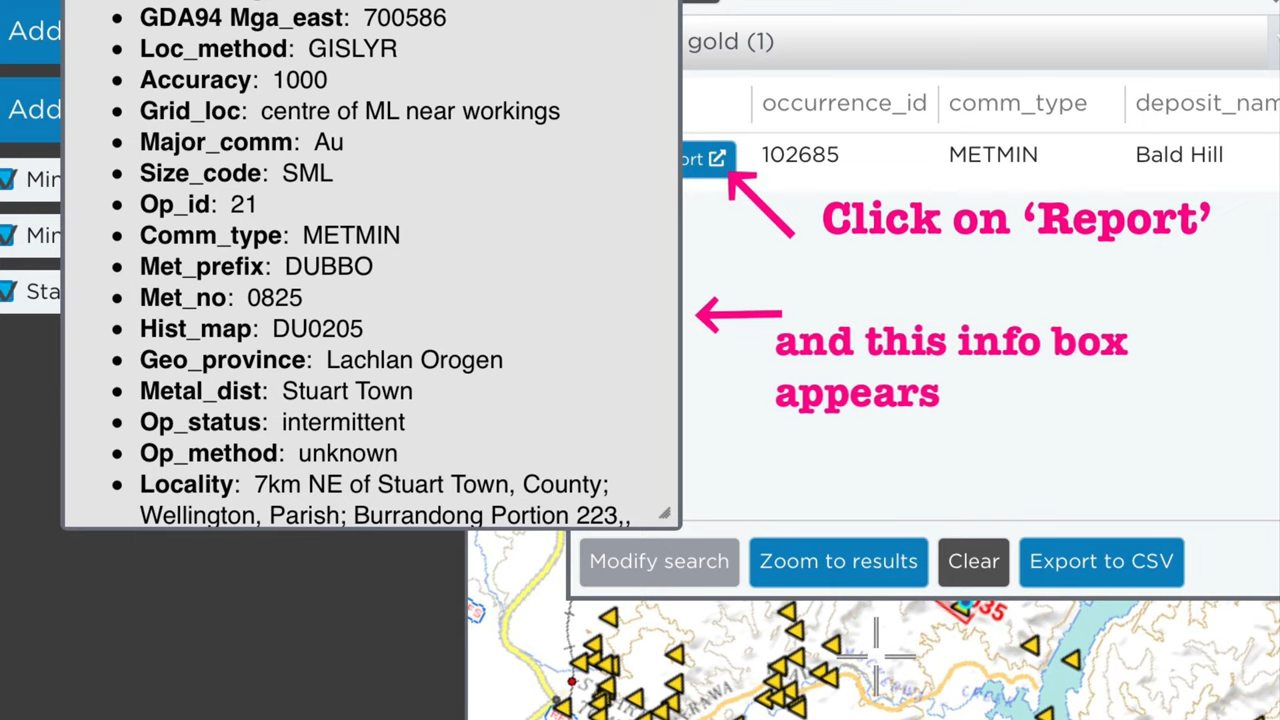 Add
Add
Min
Min
Sta
GDA94 Mga_east: 700586
Loc_method: GISLYR
Accuracy: 1000
Grid_loc: centre of ML near workings
Major_comm: Au
Size_code: SML
Op_id: 21
Comm_type: METMIN
Met_prefix: DUBBO
Met_no: 0825
Hist_map: DU0205
Geo_province: Lachlan Orogen
Metal_dist: Stuart Town
Op_status: intermittent
Op_method: unknown
Locality: 7km NE of Stuart Town, County;
Wellington, Parish; Burrandong Portion 223,,
gold (1)
occurrence_id comm_type deposit_nam
ort 102685 METMIN Bald Hill
Click on ‘Report’
and this info box
appears
Modify search Zoom to results Clear Export to CSV